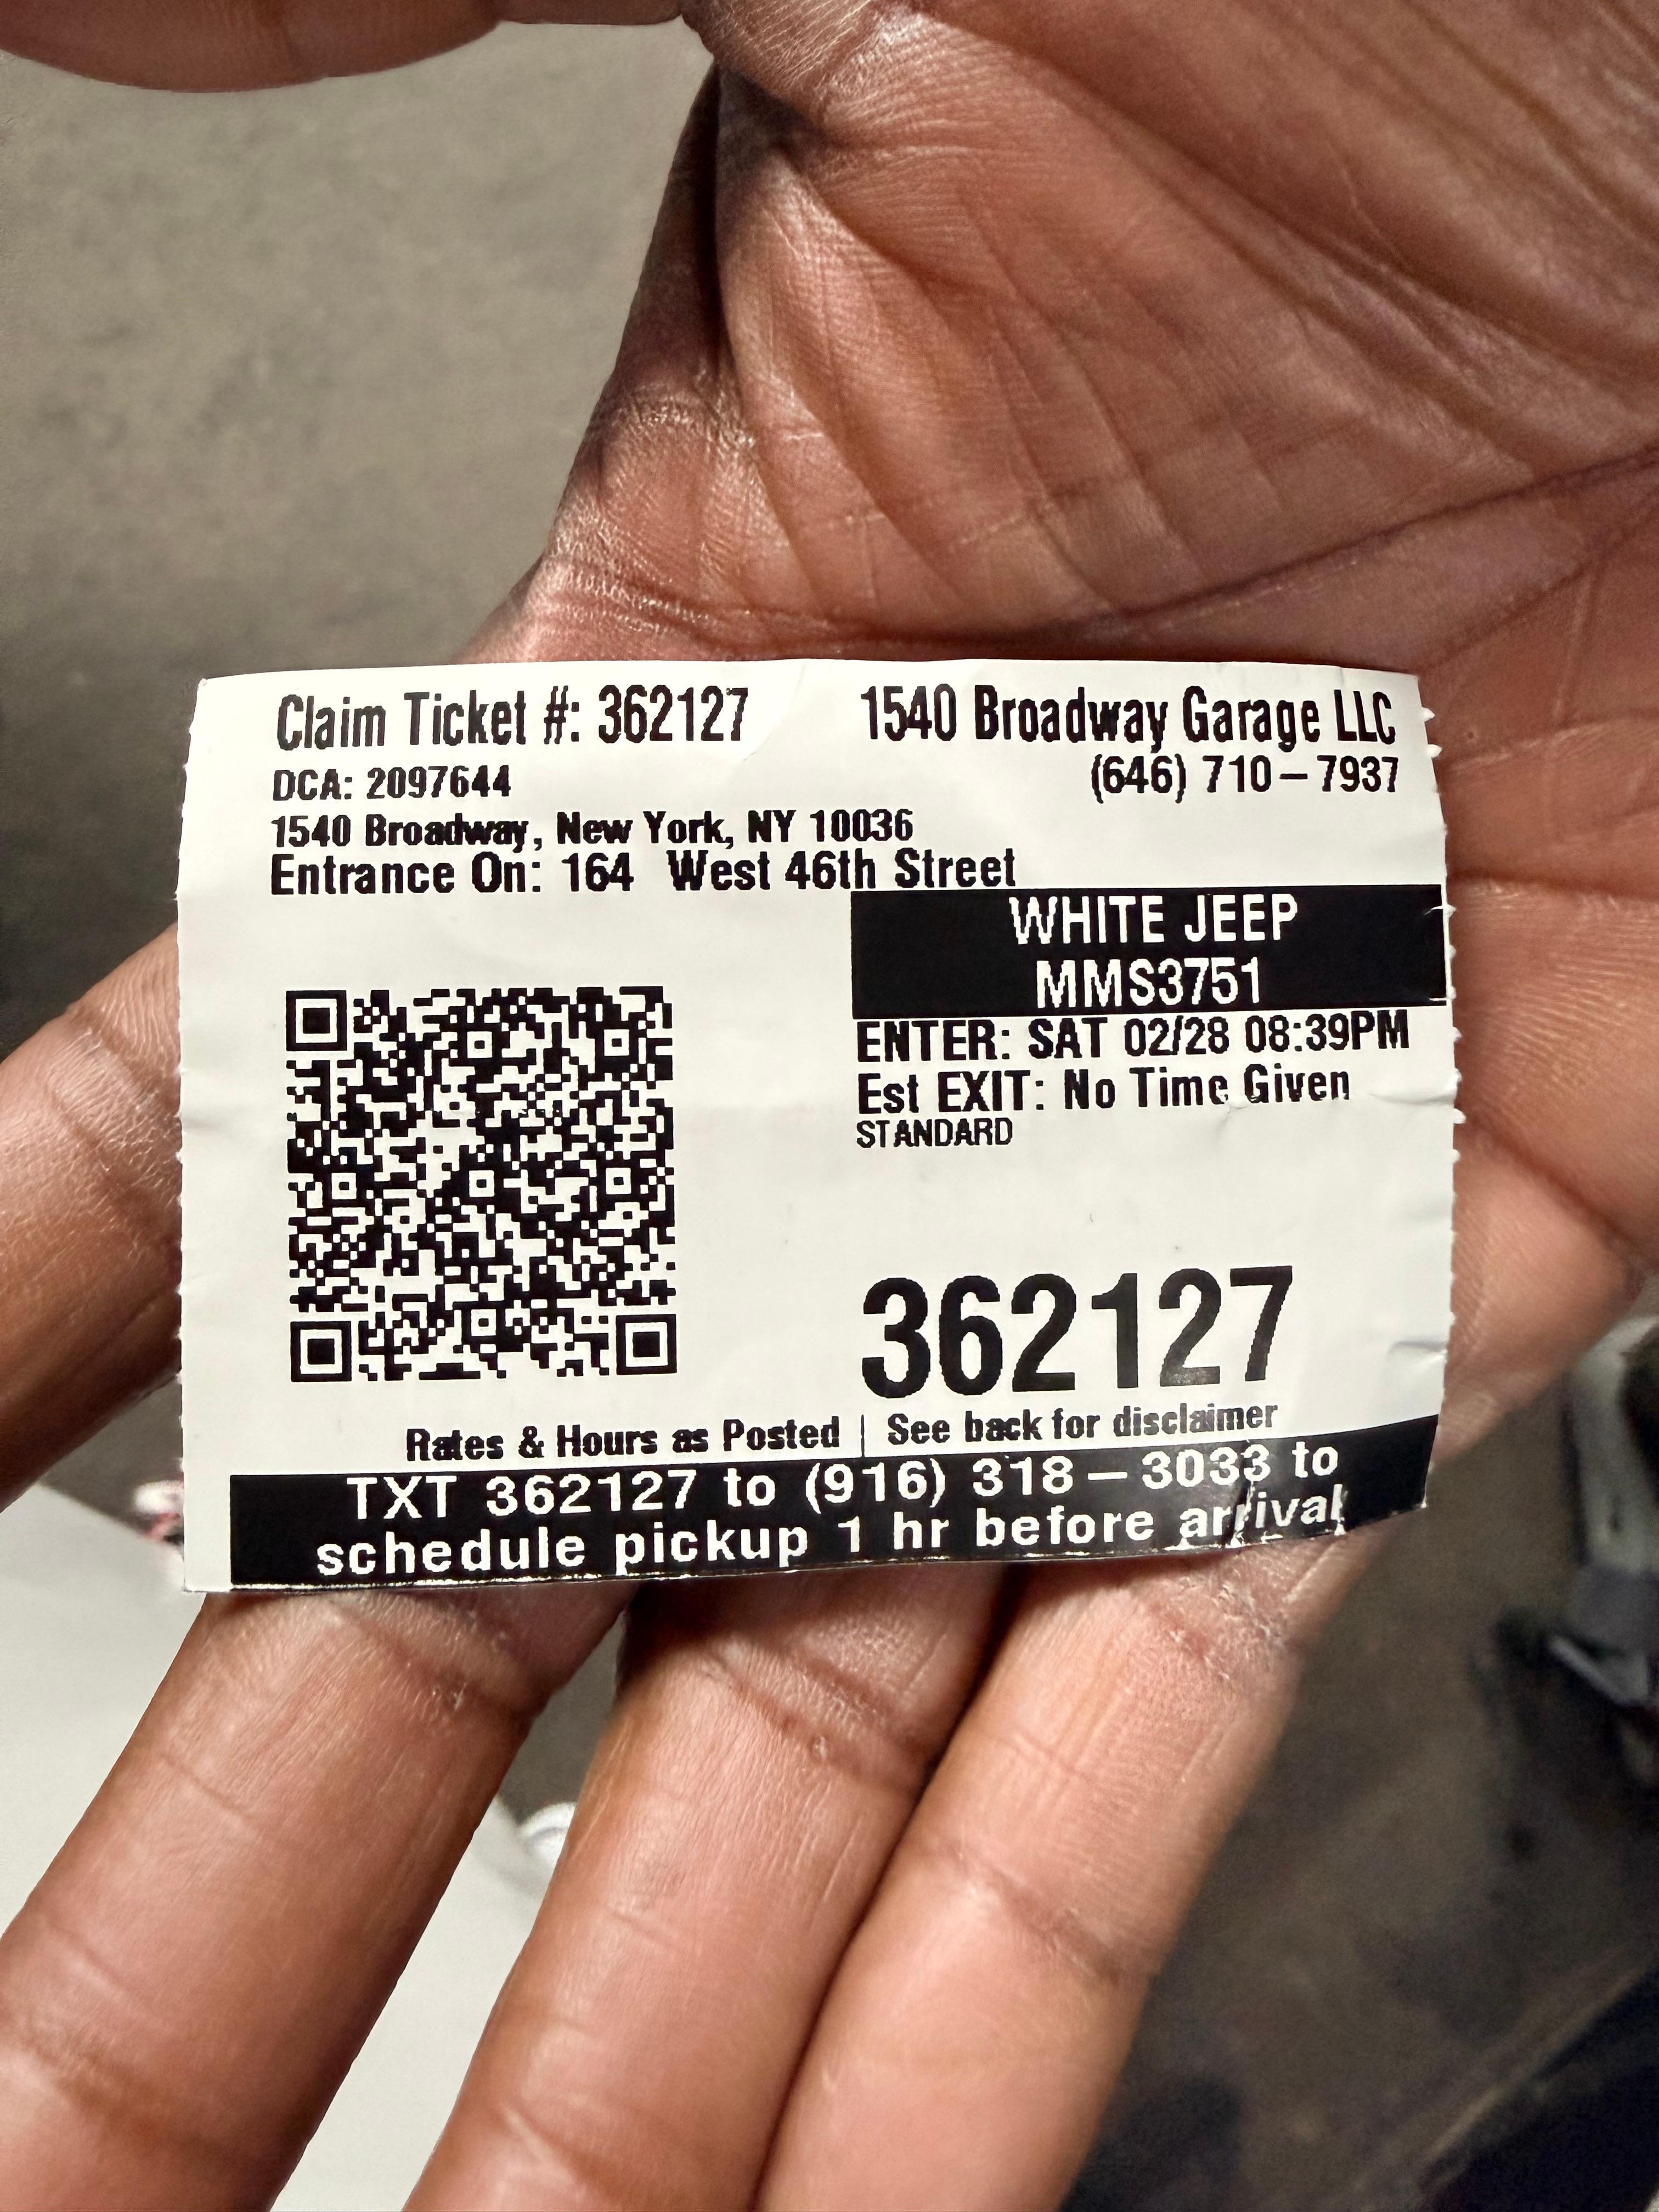 Claim Ticket #: 362127
1540 Broadway Garage LLC
DCA: 2097644
(646) 710-7937
1540 Broadway, New York, NY 10036
Entrance On: 164 West 46th Street
WHITE JEEP
MMS3751
ENTER: SAT 02/28 08:39PM
Est EXIT: No Time Given
STANDARD
362127
Rates & Hours as Posted | See back for disclaimer
TXT 362127 to (916) 318-3033 to
schedule pickup 1 hr before arrival